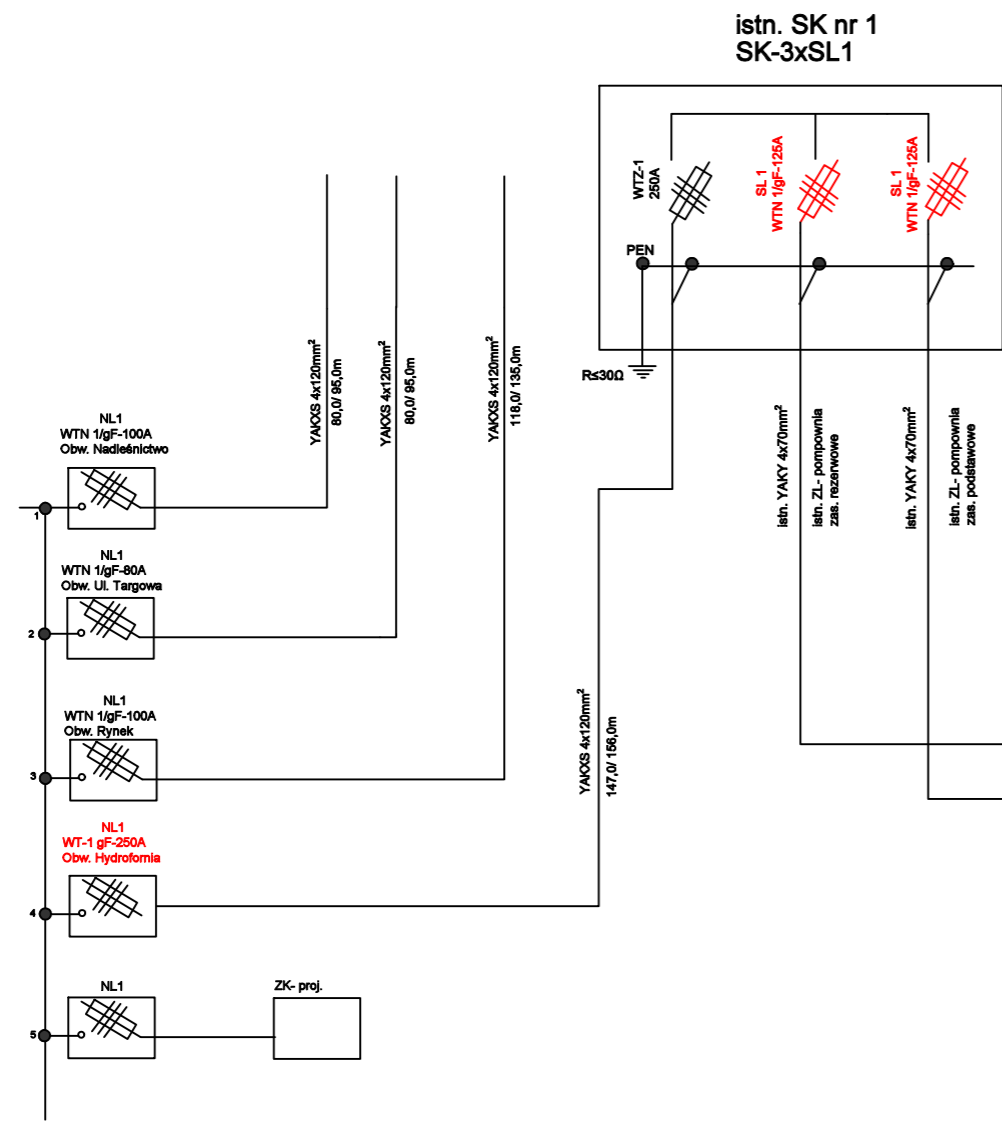 istn. SK nr 1
SK-3xSL1
WTZ-1
250A
SL 1
WTN 1/gF-125A
SL 1
WTN 1/gF-125A
PEN
R≤30Ω
YAKXS 4x120mm²
80,0/ 95,0m
YAKXS 4x120mm²
80,0/ 95,0m
YAKXS 4x120mm²
118,0/ 135,0m
istn. YAKY 4x70mm²
istn. ZL- pompownia
zas. rezerwowe
istn. YAKY 4x70mm²
istn. ZL- pompownia
zas. podstawowe
NL1
WTN 1/gF-100A
Obw. Nadleśnictwo
1
NL1
WTN 1/gF-80A
Obw. Ul. Targowa
2
NL1
WTN 1/gF-100A
Obw. Rynek
3
YAKXS 4x120mm²
147,0/ 156,0m
NL1
WT-1 gF-250A
Obw. Hydrofornia
4
NL1
5
ZK- proj.